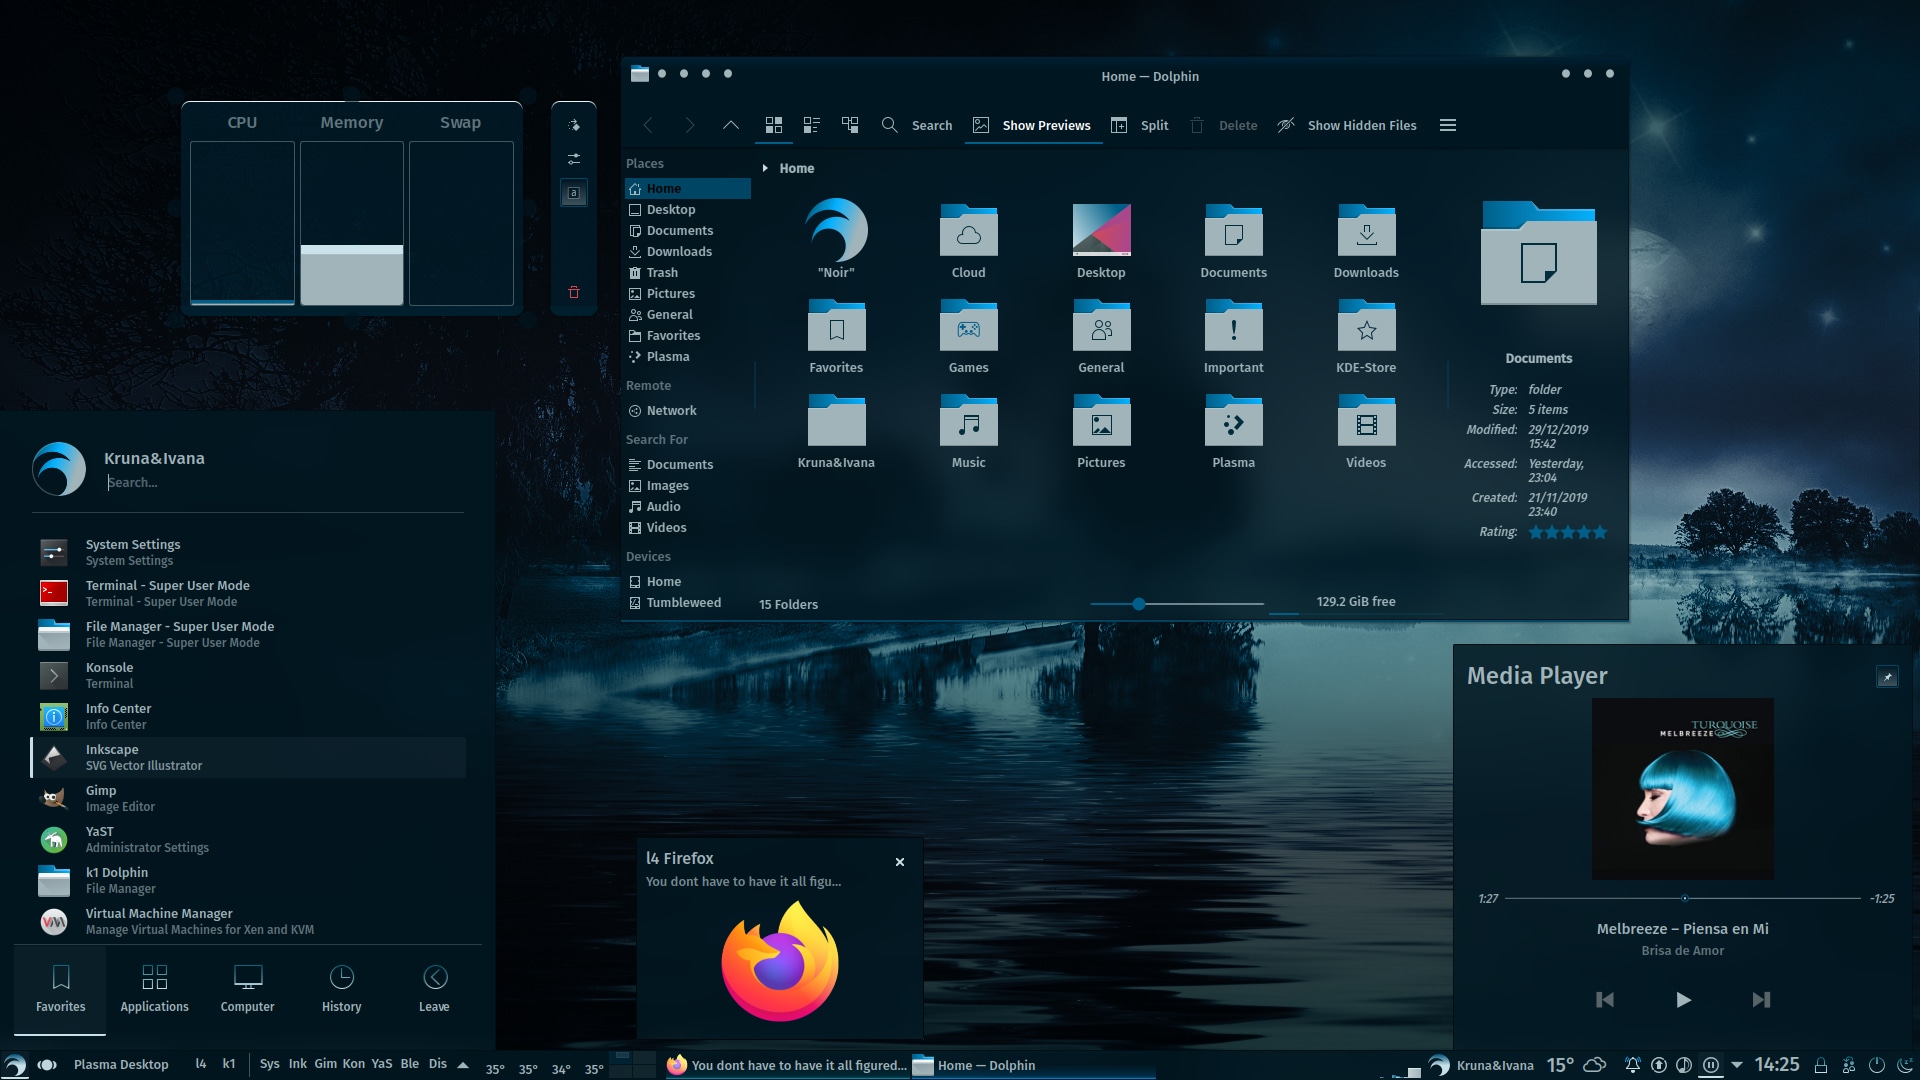 CPU Memory Swap
Home — Dolphin
Search Show Previews Split Delete Show Hidden Files
Places
Home
Desktop
Documents
Downloads
Trash
Pictures
General
Favorites
Plasma
Remote
Network
Search For
Documents
Images
Audio
Videos
Devices
Home
Tumbleweed
Home
"Noir" Cloud Desktop Documents Downloads
Favorites Games General Important KDE-Store
Kruna&Ivana Music Pictures Plasma Videos
15 Folders
129.2 GiB free
Documents
Type: folder
Size: 5 items
Modified: 29/12/2019
15:42
Accessed: Yesterday,
23:04
Created: 21/11/2019
23:40
Rating:
Kruna&Ivana
Search...
System Settings
System Settings
Terminal - Super User Mode
Terminal - Super User Mode
File Manager - Super User Mode
File Manager - Super User Mode
Konsole
Terminal
Info Center
Info Center
Inkscape
SVG Vector Illustrator
Gimp
Image Editor
YaST
Administrator Settings
k1 Dolphin
File Manager
Virtual Machine Manager
Manage Virtual Machines for Xen and KVM
Favorites Applications Computer History Leave
l4 Firefox
You dont have to have it all figu...
Media Player
TURQUOISE
MELBREEZE
1:27 -1:25
Melbreeze – Piensa en Mi
Brisa de Amor
Plasma Desktop l4 k1 Sys Ink Gim Kon YaS Ble Dis 35° 35° 34° 35° You dont have to have it all figured... Home — Dolphin Kruna&Ivana 15° 14:25